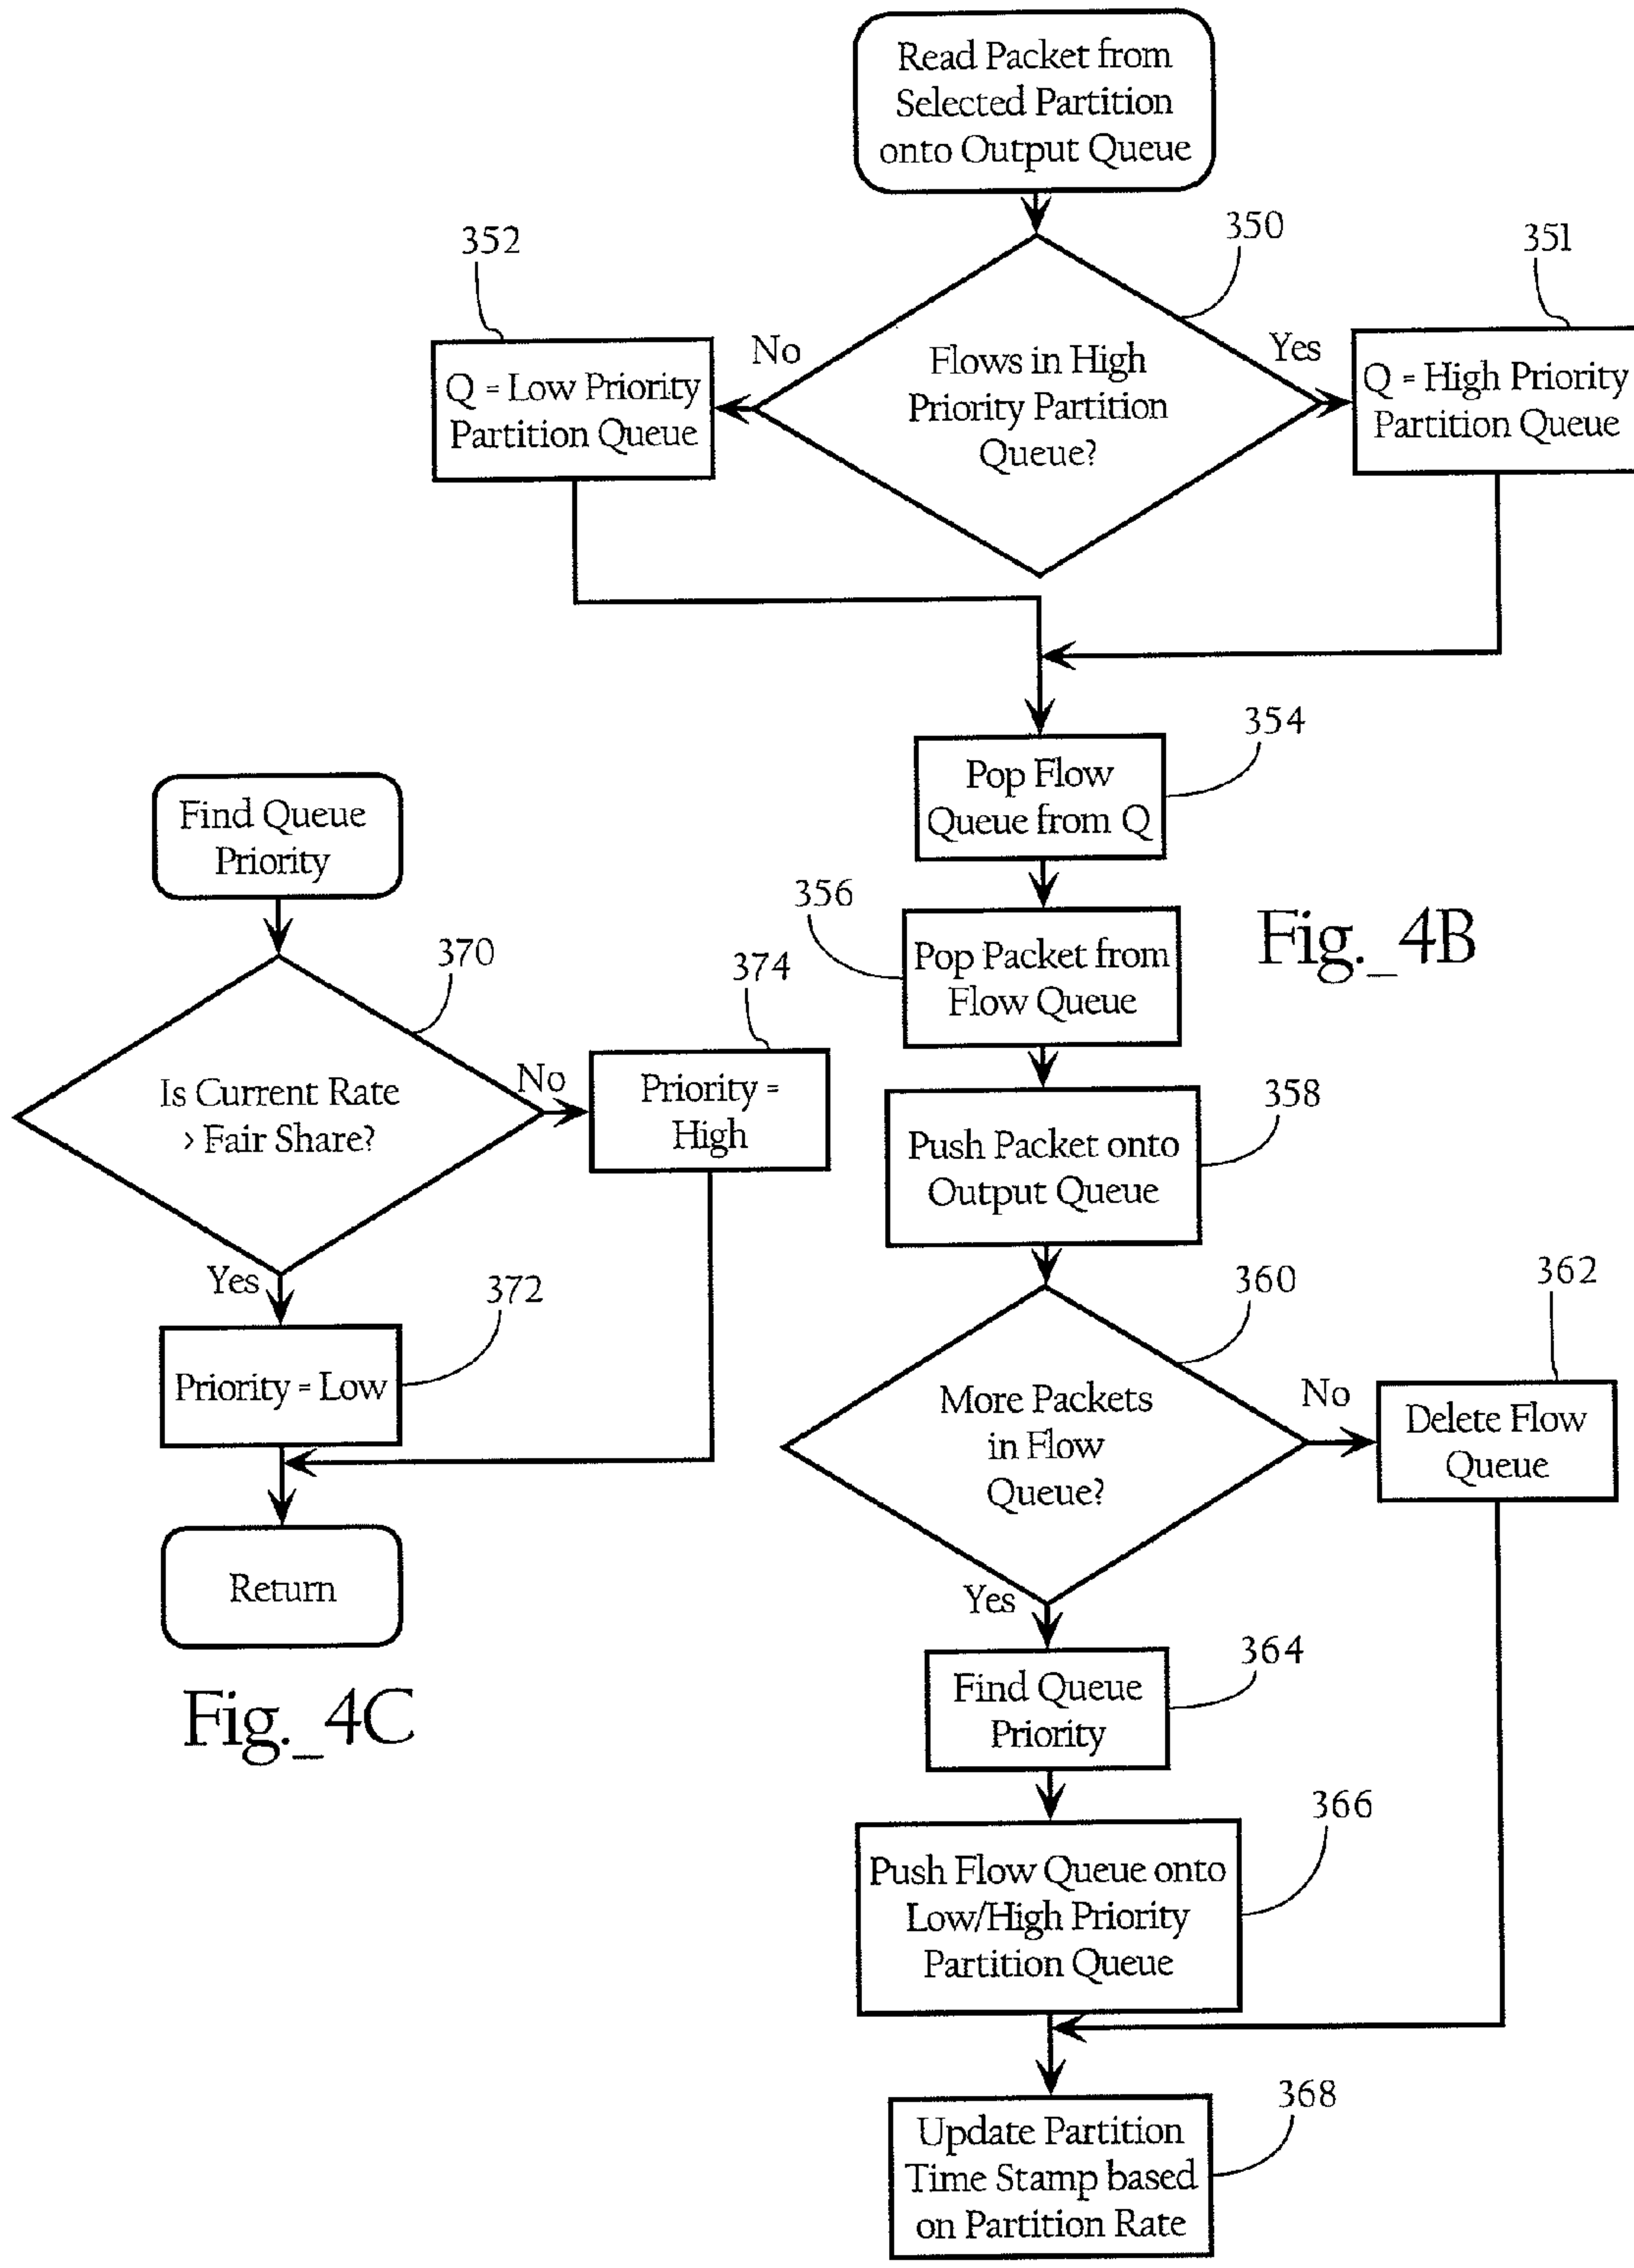 Read Packet from
Selected Partition
onto Output Queue
350
352
351
No
Yes
Flows in High
Priority Partition
Queue?
Q = Low Priority
Partition Queue
Q = High Priority
Partition Queue
354
Pop Flow
Queue from Q
356
Pop Packet from
Flow Queue
Fig._4B
358
Push Packet onto
Output Queue
360
362
More Packets
in Flow
Queue?
No
Delete Flow
Queue
Yes
364
Find Queue
Priority
366
Push Flow Queue onto
Low/High Priority
Partition Queue
368
Update Partition
Time Stamp based
on Partition Rate
Find Queue
Priority
370
374
Is Current Rate
> Fair Share?
No
Priority =
High
Yes
372
Priority = Low
Return
Fig._4C